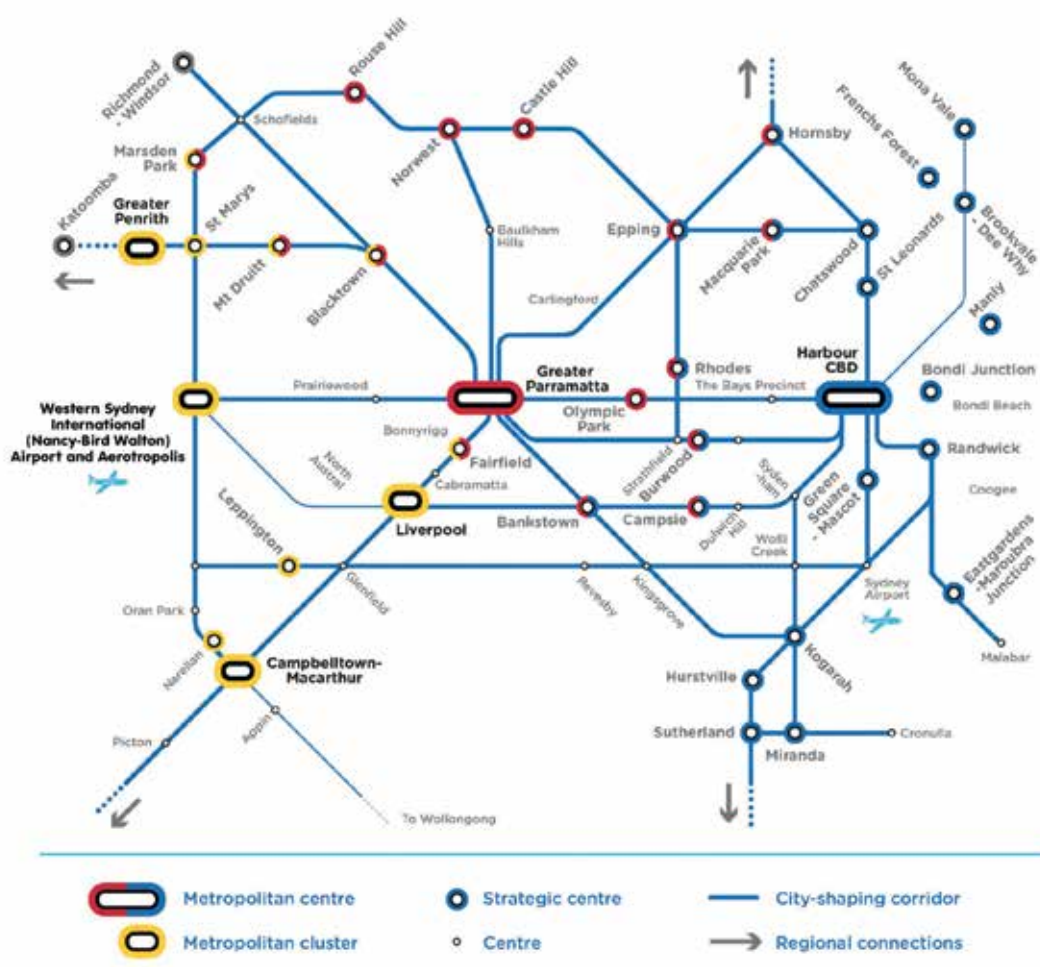 Richmond
- Windsor
Rouse Hill
Castle Hill
Schofields
Marsden
Park
Norwest
Hornsby
Mona Vale
Frenchs Forest
Katoomba
Greater
Penrith
St Marys
Mt Druitt
Blacktown
Baulkham
Hills
Epping
Macquarie
Park
Chatswood
St Leonards
Brookvale
- Dee Why
Manly
Carlingford
Prairiewood
Greater
Parramatta
Rhodes
The Bays Precinct
Harbour
CBD
Bondi Junction
Bondi Beach
Western Sydney
International
(Nancy-Bird Walton)
Airport and Aerotropolis
Olympic
Park
Bonnyrigg
Fairfield
Cabramatta
North
Austral
Strathfield
Burwood
Randwick
Coogee
Leppington
Liverpool
Bankstown
Campsie
Dulwich
Hill
Syden
-ham
Green
Square
- Mascot
Wolli
Creek
Eastgardens
-Maroubra
Junction
Oran Park
Glenfield
Revesby
Kingsgrove
Sydney
Airport
Narellan
Campbelltown-
Macarthur
Hurstville
Kogarah
Malabar
Picton
Appin
Sutherland
Miranda
Cronulla
To Wollongong
Metropolitan centre
Strategic centre
City-shaping corridor
Metropolitan cluster
Centre
Regional connections